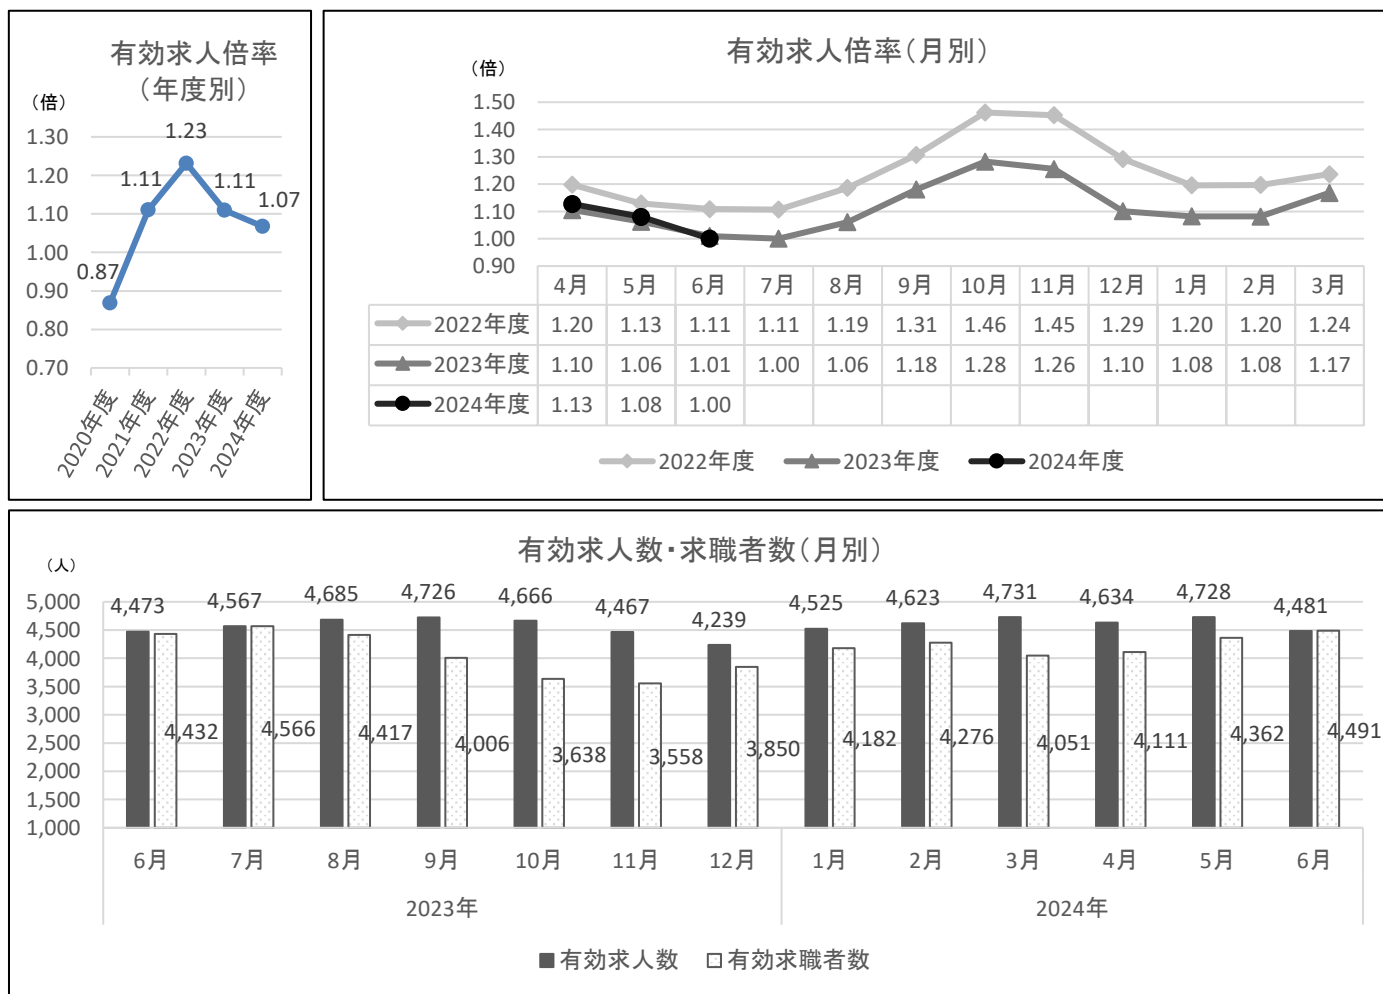 有効求人倍率
（年度別）
（倍）
1.30
1.20
1.10
1.00
0.90
0.80
0.70
0.87
1.11
1.23
1.11
1.07
2020年度
2021年度
2022年度
2023年度
2024年度
有効求人倍率（月別）
（倍）
1.50
1.40
1.30
1.20
1.10
1.00
0.90
4月 5月 6月 7月 8月 9月 10月 11月 12月 1月 2月 3月
2022年度 1.20 1.13 1.11 1.11 1.19 1.31 1.46 1.45 1.29 1.20 1.20 1.24
2023年度 1.10 1.06 1.01 1.00 1.06 1.18 1.28 1.26 1.10 1.08 1.08 1.17
2024年度 1.13 1.08 1.00
2022年度 2023年度 2024年度
有効求人数・求職者数（月別）
（人）
5,000
4,500
4,000
3,500
3,000
2,500
2,000
1,500
1,000
4,473 4,567 4,685 4,726 4,666 4,467 4,239 4,525 4,623 4,731 4,634 4,728 4,481
4,432 4,566 4,417 4,006 3,638 3,558 3,850 4,182 4,276 4,051 4,111 4,362 4,491
6月 7月 8月 9月 10月 11月 12月 1月 2月 3月 4月 5月 6月
2023年 2024年
有効求人数 有効求職者数